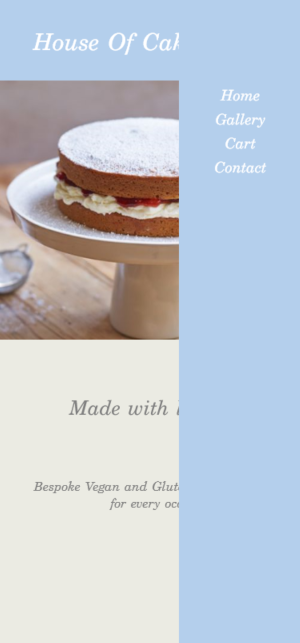 House Of Cak
Home
Gallery
Cart
Contact
Made with
Bespoke Vegan and Glut
for every occ